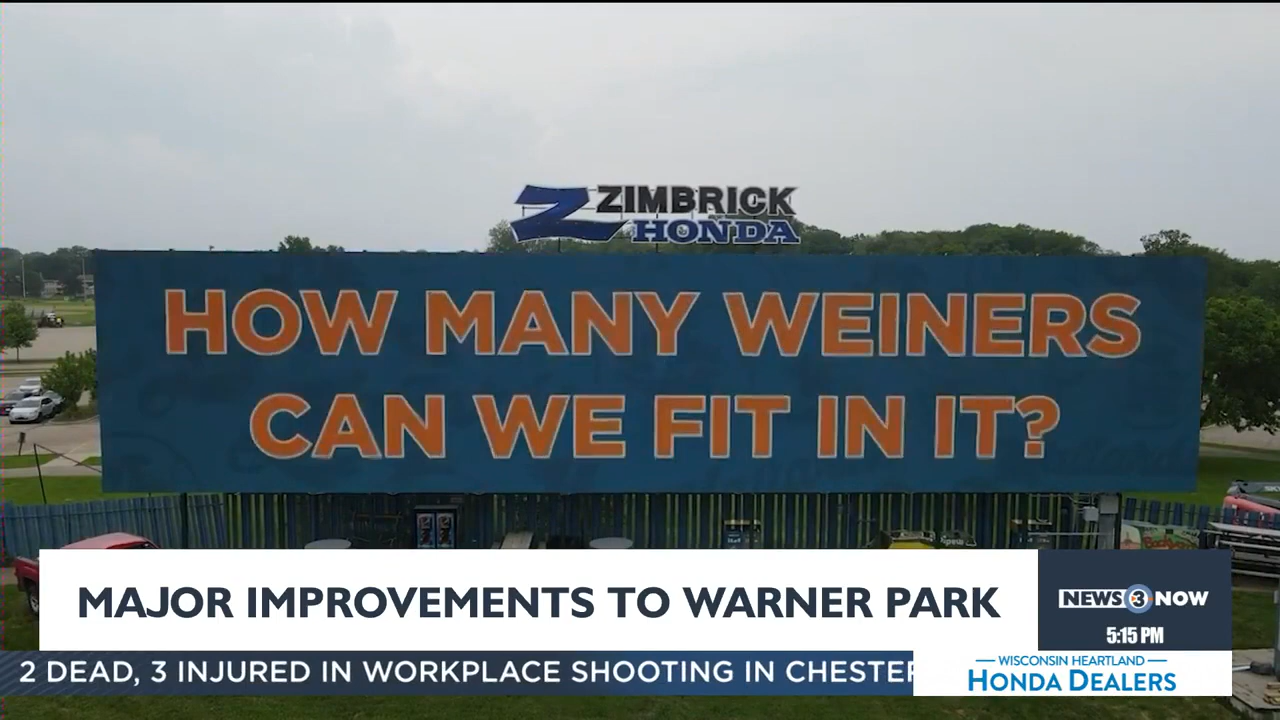 ZIMBRICK
HONDA
HOW MANY WEINERS
CAN WE FIT IN IT?
MAJOR IMPROVEMENTS TO WARNER PARK
NEWS 3 NOW
5:15 PM
2 DEAD, 3 INJURED IN WORKPLACE SHOOTING IN CHESTER
WISCONSIN HEARTLAND
HONDA DEALERS